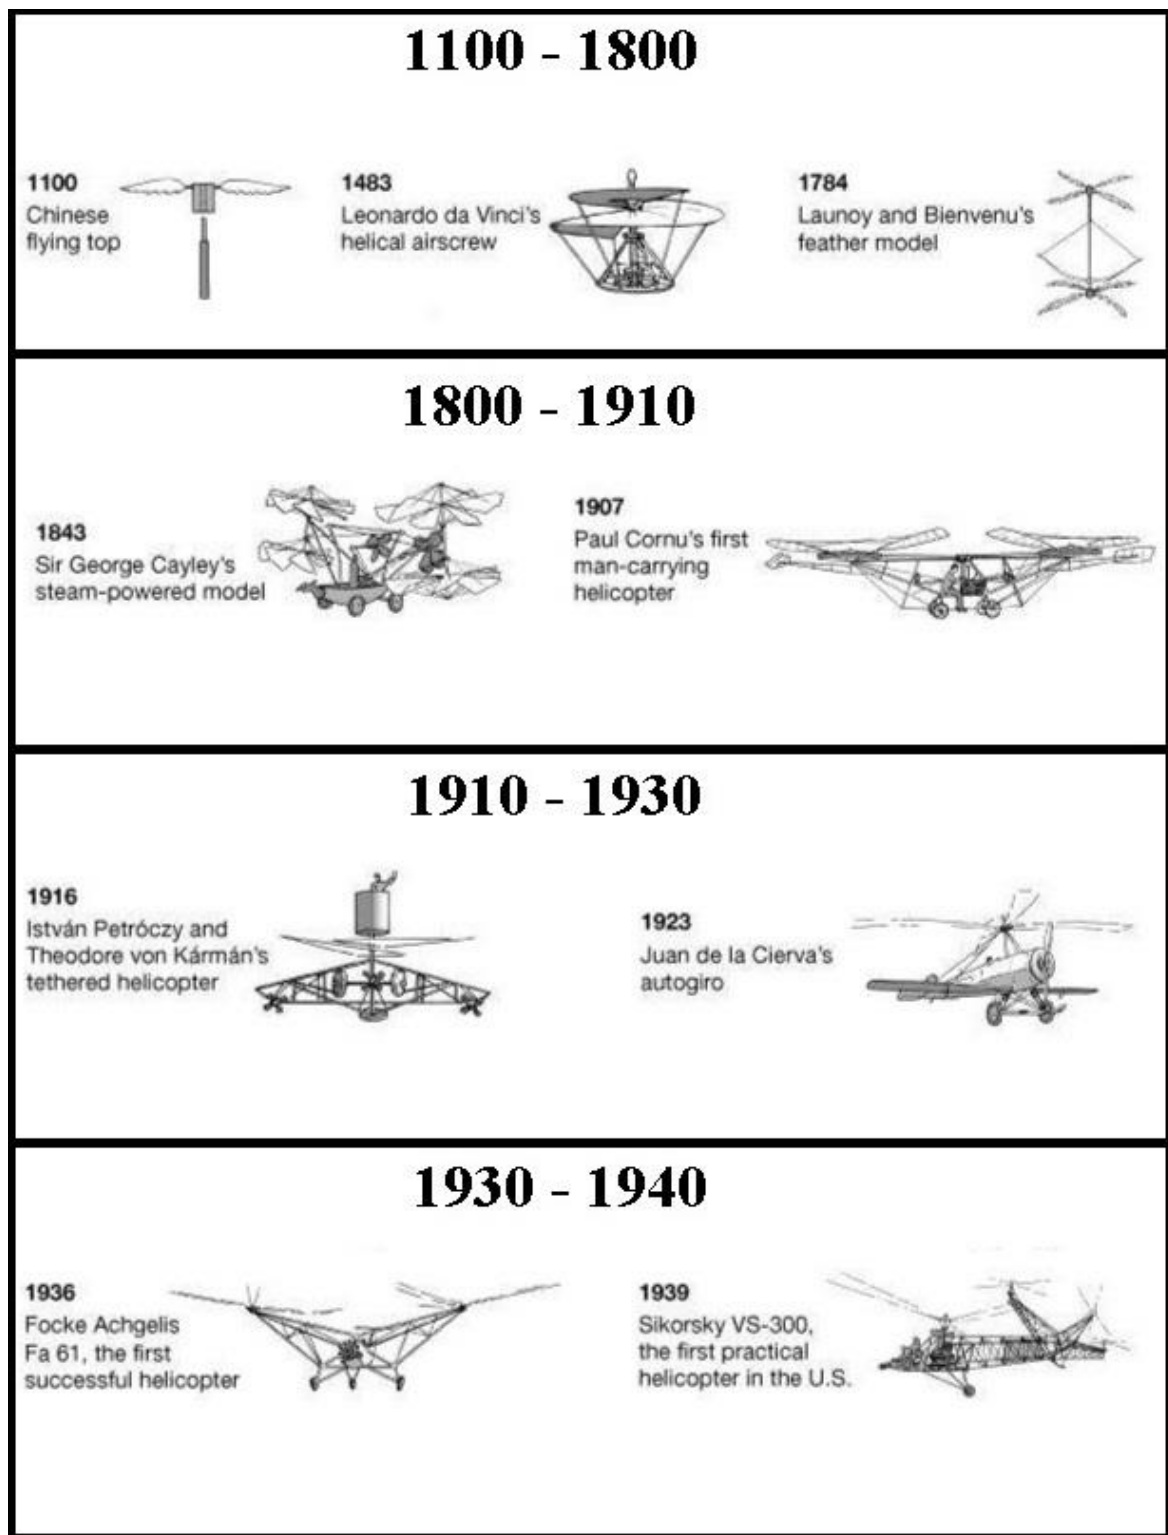 1100 - 1800
1100
Chinese
flying top
1483
Leonardo da Vinci's
helical airscrew
1784
Launoy and Bienvenu's
feather model
1800 - 1910
1843
Sir George Cayley's
steam-powered model
1907
Paul Cornu's first
man-carrying
helicopter
1910 - 1930
1916
István Petróczy and
Theodore von Kármán's
tethered helicopter
1923
Juan de la Cierva's
autogiro
1930 - 1940
1936
Focke Achgelis
Fa 61, the first
successful helicopter
1939
Sikorsky VS-300,
the first practical
helicopter in the U.S.